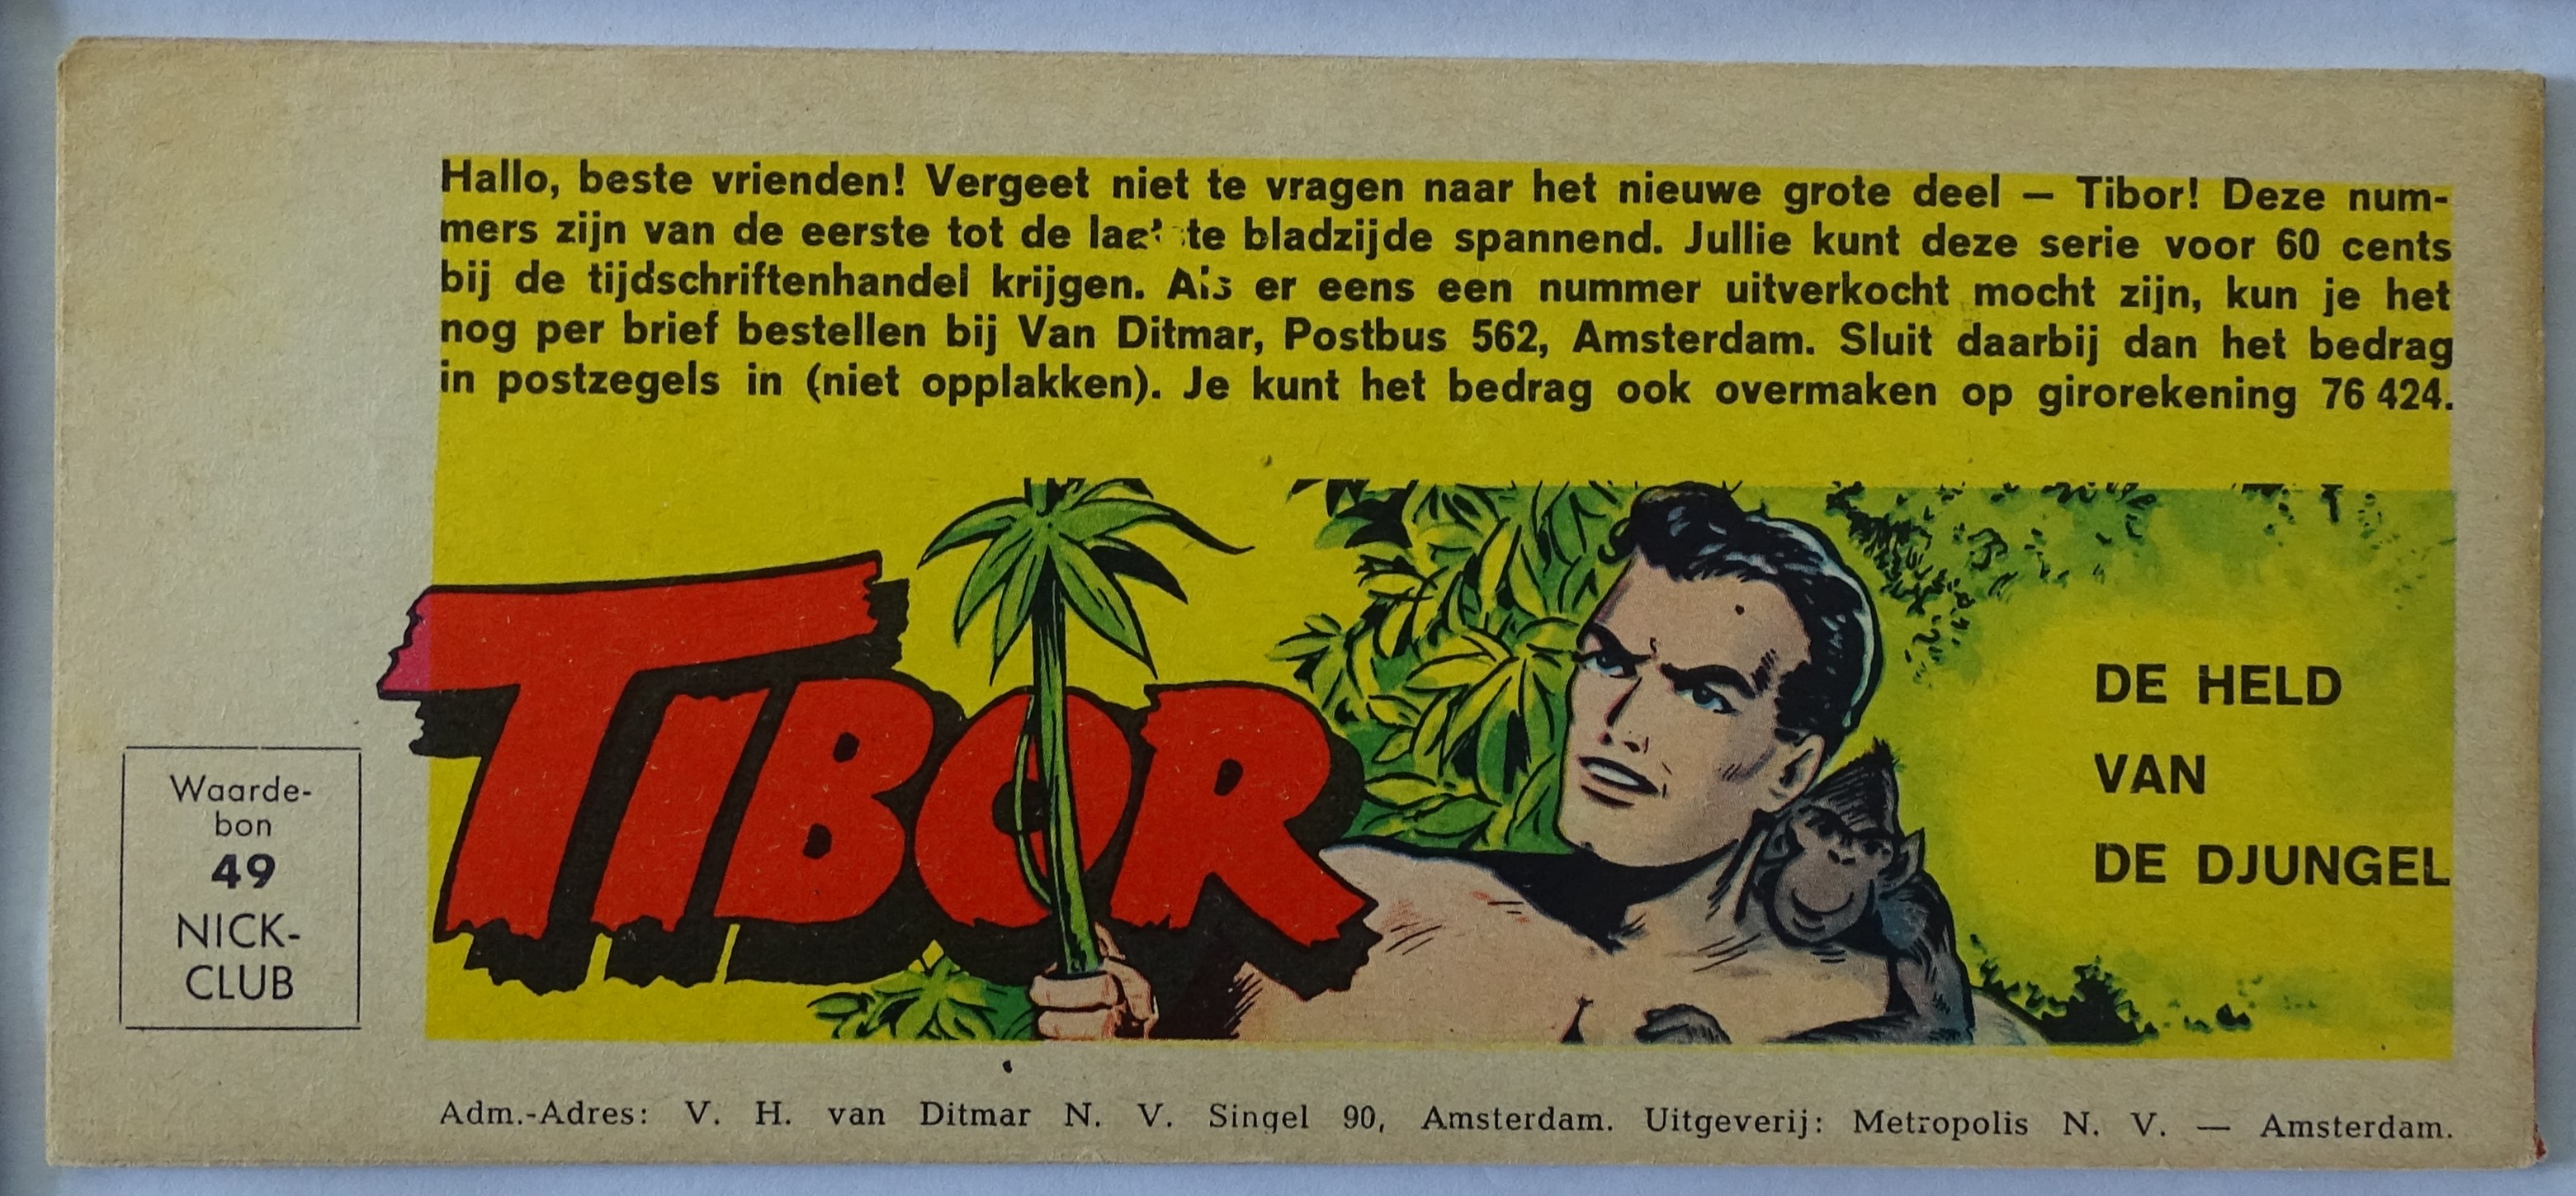 Hallo, beste vrienden! Vergeet niet te vragen naar het nieuwe grote deel — Tibor! Deze num-
mers zijn van de eerste tot de laatste bladzijde spannend. Jullie kunt deze serie voor 60 cents
bij de tijdschriftenhandel krijgen. Als er eens een nummer uitverkocht mocht zijn, kun je het
nog per brief bestellen bij Van Ditmar, Postbus 562, Amsterdam. Sluit daarbij dan het bedrag
in postzegels in (niet opplakken). Je kunt het bedrag ook overmaken op girorekening 76 424.
TIBOR
DE HELD
VAN
DE DJUNGEL
Waarde-
bon
49
NICK-
CLUB
Adm.-Adres: V. H. van Ditmar N. V. Singel 90, Amsterdam. Uitgeverij: Metropolis N. V. — Amsterdam.